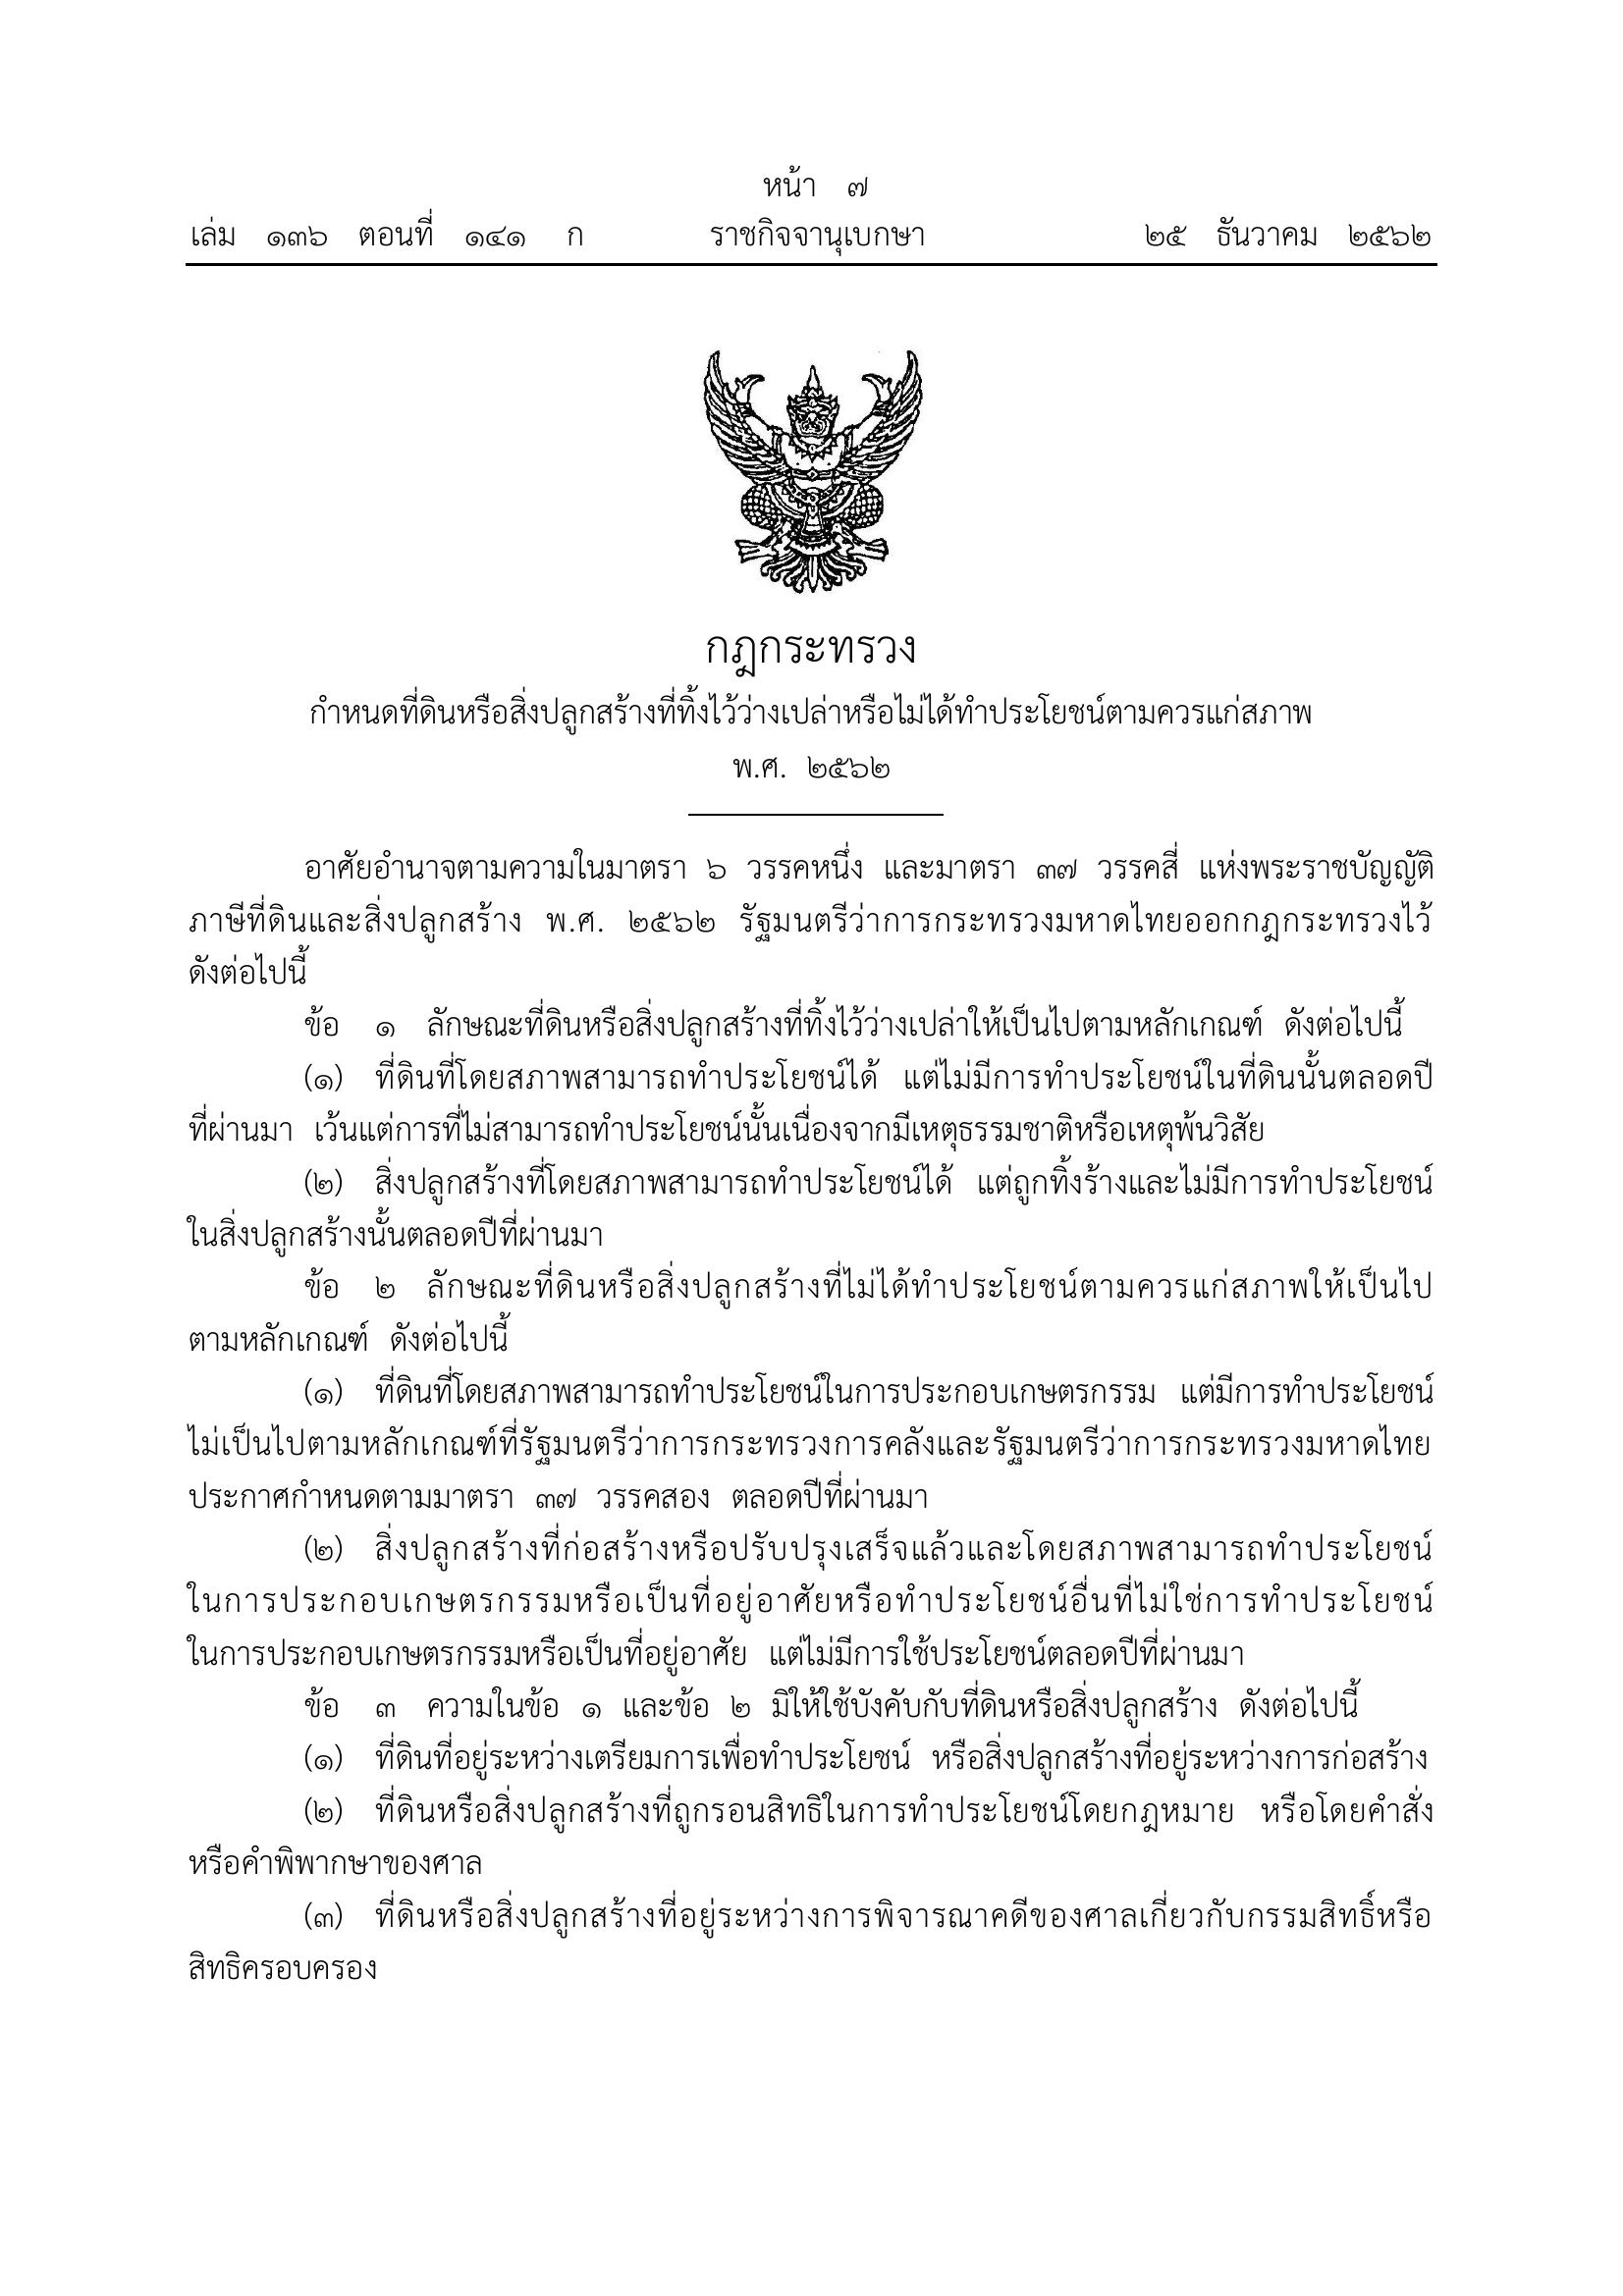 หน้า ๗
เล่ม ๑๓๖ ตอนที่ ๑๔๑ ก ราชกิจจานุเบกษา ๒๕ ธันวาคม ๒๕๖๒
กฎกระทรวง
กำหนดที่ดินหรือสิ่งปลูกสร้างที่ทิ้งไว้ว่างเปล่าหรือไม่ได้ทำประโยชน์ตามควรแก่สภาพ
พ.ศ. ๒๕๖๒
อาศัยอำนาจตามความในมาตรา ๖ วรรคหนึ่ง และมาตรา ๓๗ วรรคสี่ แห่งพระราชบัญญัติ
ภาษีที่ดินและสิ่งปลูกสร้าง พ.ศ. ๒๕๖๒ รัฐมนตรีว่าการกระทรวงมหาดไทยออกกฎกระทรวงไว้
ดังต่อไปนี้
ข้อ ๑ ลักษณะที่ดินหรือสิ่งปลูกสร้างที่ทิ้งไว้ว่างเปล่าให้เป็นไปตามหลักเกณฑ์ ดังต่อไปนี้
(๑) ที่ดินที่โดยสภาพสามารถทำประโยชน์ได้ แต่ไม่มีการทำประโยชน์ในที่ดินนั้นตลอดปี
ที่ผ่านมา เว้นแต่การที่ไม่สามารถทำประโยชน์นั้นเนื่องจากมีเหตุธรรมชาติหรือเหตุพ้นวิสัย
(๒) สิ่งปลูกสร้างที่โดยสภาพสามารถทำประโยชน์ได้ แต่ถูกทิ้งร้างและไม่มีการทำประโยชน์
ในสิ่งปลูกสร้างนั้นตลอดปีที่ผ่านมา
ข้อ ๒ ลักษณะที่ดินหรือสิ่งปลูกสร้างที่ไม่ได้ทำประโยชน์ตามควรแก่สภาพให้เป็นไป
ตามหลักเกณฑ์ ดังต่อไปนี้
(๑) ที่ดินที่โดยสภาพสามารถทำประโยชน์ในการประกอบเกษตรกรรม แต่มีการทำประโยชน์
ไม่เป็นไปตามหลักเกณฑ์ที่รัฐมนตรีว่าการกระทรวงการคลังและรัฐมนตรีว่าการกระทรวงมหาดไทย
ประกาศกำหนดตามมาตรา ๓๗ วรรคสอง ตลอดปีที่ผ่านมา
(๒) สิ่งปลูกสร้างที่ก่อสร้างหรือปรับปรุงเสร็จแล้วและโดยสภาพสามารถทำประโยชน์
ในการประกอบเกษตรกรรมหรือเป็นที่อยู่อาศัยหรือทำประโยชน์อื่นที่ไม่ใช่การทำประโยชน์
ในการประกอบเกษตรกรรมหรือเป็นที่อยู่อาศัย แต่ไม่มีการใช้ประโยชน์ตลอดปีที่ผ่านมา
ข้อ ๓ ความในข้อ ๑ และข้อ ๒ มิให้ใช้บังคับกับที่ดินหรือสิ่งปลูกสร้าง ดังต่อไปนี้
(๑) ที่ดินที่อยู่ระหว่างเตรียมการเพื่อทำประโยชน์ หรือสิ่งปลูกสร้างที่อยู่ระหว่างการก่อสร้าง
(๒) ที่ดินหรือสิ่งปลูกสร้างที่ถูกรอนสิทธิในการทำประโยชน์โดยกฎหมาย หรือโดยคำสั่ง
หรือคำพิพากษาของศาล
(๓) ที่ดินหรือสิ่งปลูกสร้างที่อยู่ระหว่างการพิจารณาคดีของศาลเกี่ยวกับกรรมสิทธิ์หรือ
สิทธิครอบครอง